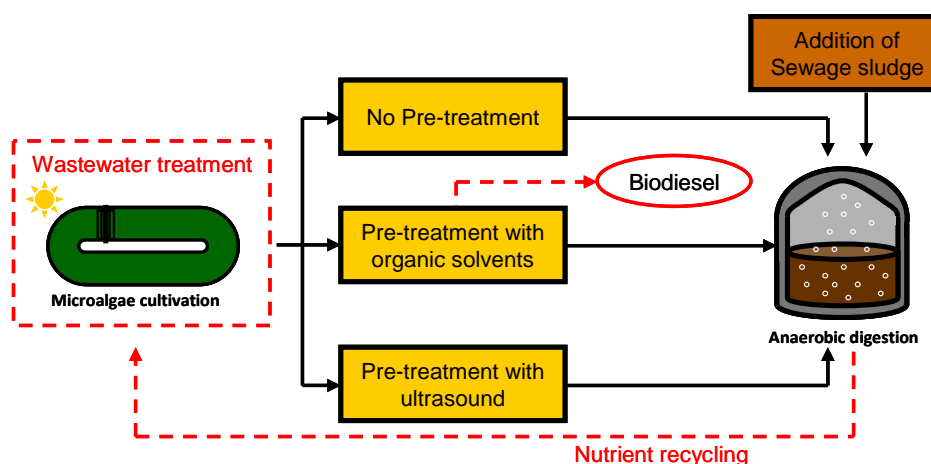 Addition of
Sewage sludge
No Pre-treatment
Wastewater treatment
Biodiesel
Pre-treatment with
organic solvents
Microalgae cultivation
Anaerobic digestion
Pre-treatment with
ultrasound
Nutrient recycling